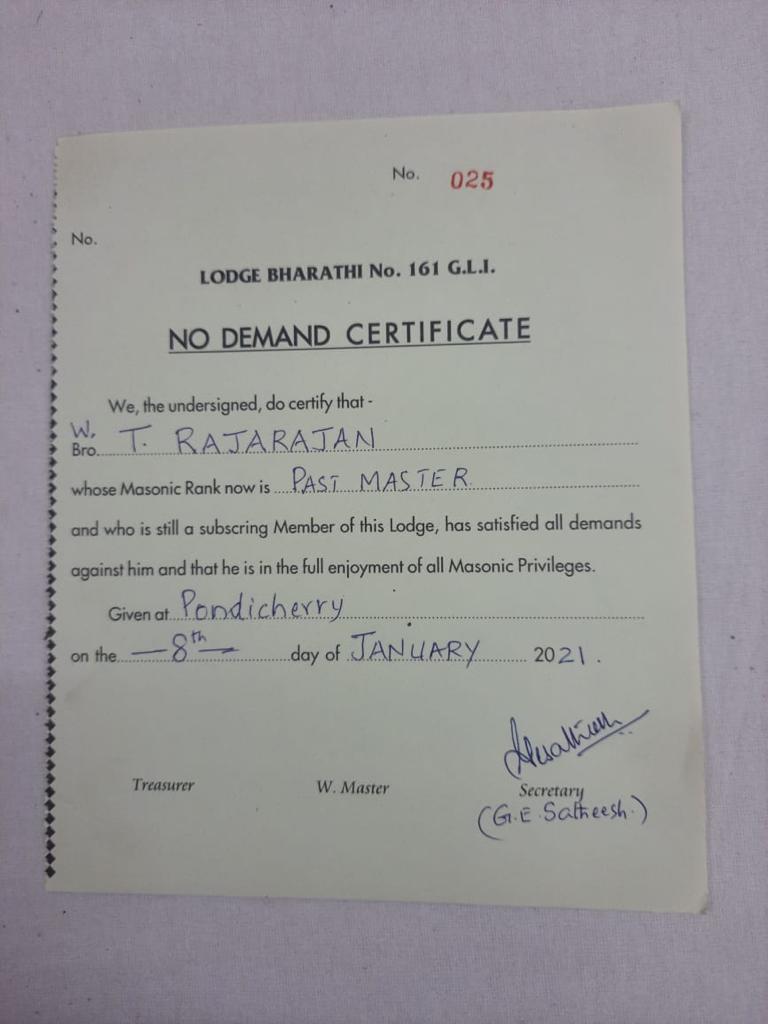 No. 025
No.
LODGE BHARATHI No. 161 G.L.I.
NO DEMAND CERTIFICATE
We, the undersigned, do certify that -
W.
Bro. T. RAJARAJAN
whose Masonic Rank now is PAST MASTER
and who is still a subscring Member of this Lodge, has satisfied all demands
against him and that he is in the full enjoyment of all Masonic Privileges.
Given at Pondicherry
on the — 8th — day of JANUARY 2021.
Treasurer W. Master Secretary
(G.E. Satheesh.)